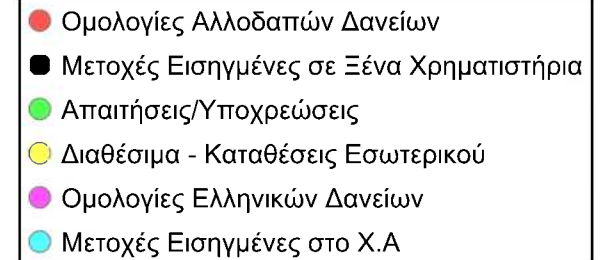 Ομολογίες Αλλοδαπών Δανείων
Μετοχές Εισηγμένες σε Ξένα Χρηματιστήρια
Απαιτήσεις/Υποχρεώσεις
Διαθέσιμα - Καταθέσεις Εσωτερικού
Ομολογίες Ελληνικών Δανείων
Μετοχές Εισηγμένες στο Χ.Α